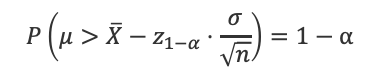 P ( μ > X̄ − z₁₋α · σ/√n ) = 1 − α